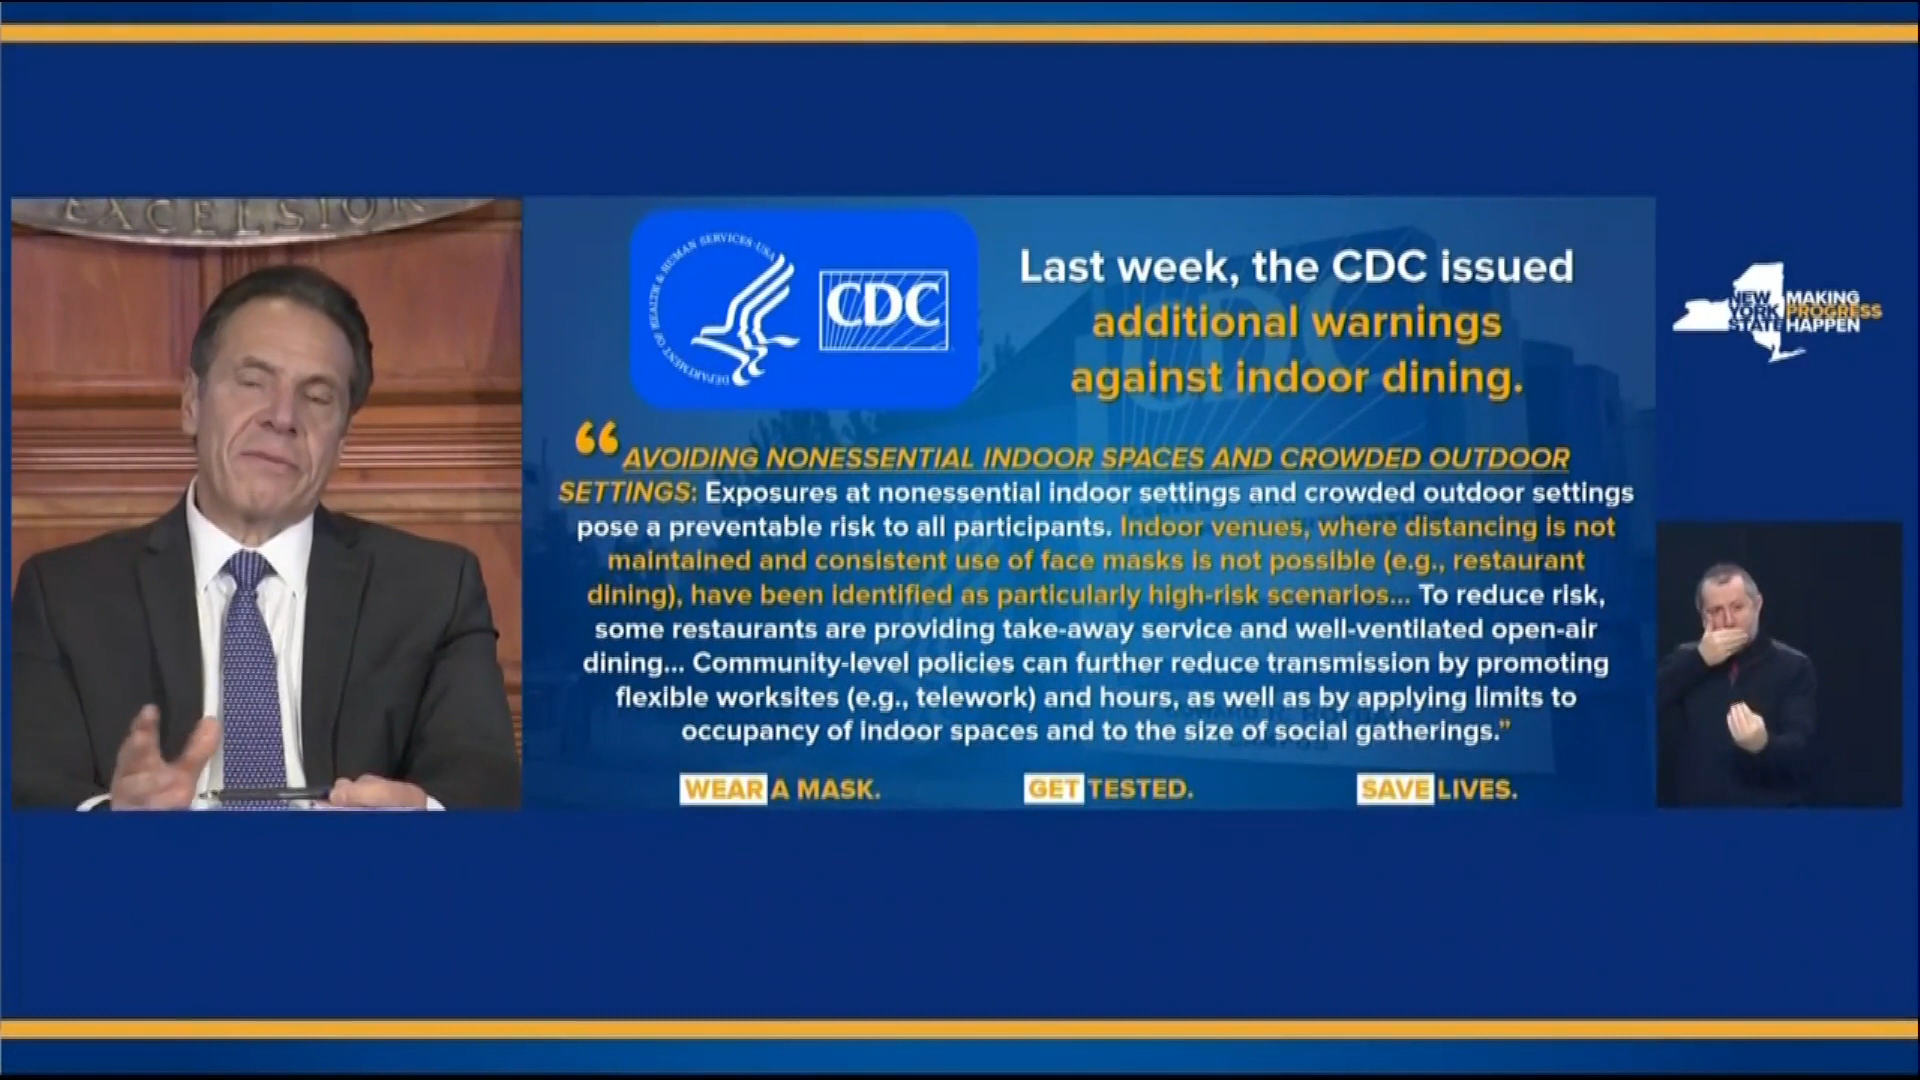 EXCELSIOR
DEPARTMENT OF HEALTH & HUMAN SERVICES·USA
CDC
Last week, the CDC issued
additional warnings
against indoor dining.
“AVOIDING NONESSENTIAL INDOOR SPACES AND CROWDED OUTDOOR
SETTINGS: Exposures at nonessential indoor settings and crowded outdoor settings
pose a preventable risk to all participants. Indoor venues, where distancing is not
maintained and consistent use of face masks is not possible (e.g., restaurant
dining), have been identified as particularly high-risk scenarios... To reduce risk,
some restaurants are providing take-away service and well-ventilated open-air
dining... Community-level policies can further reduce transmission by promoting
flexible worksites (e.g., telework) and hours, as well as by applying limits to
occupancy of indoor spaces and to the size of social gatherings.”
WEAR A MASK. GET TESTED. SAVE LIVES.
NEW
YORK
STATE
MAKING
PROGRESS
HAPPEN